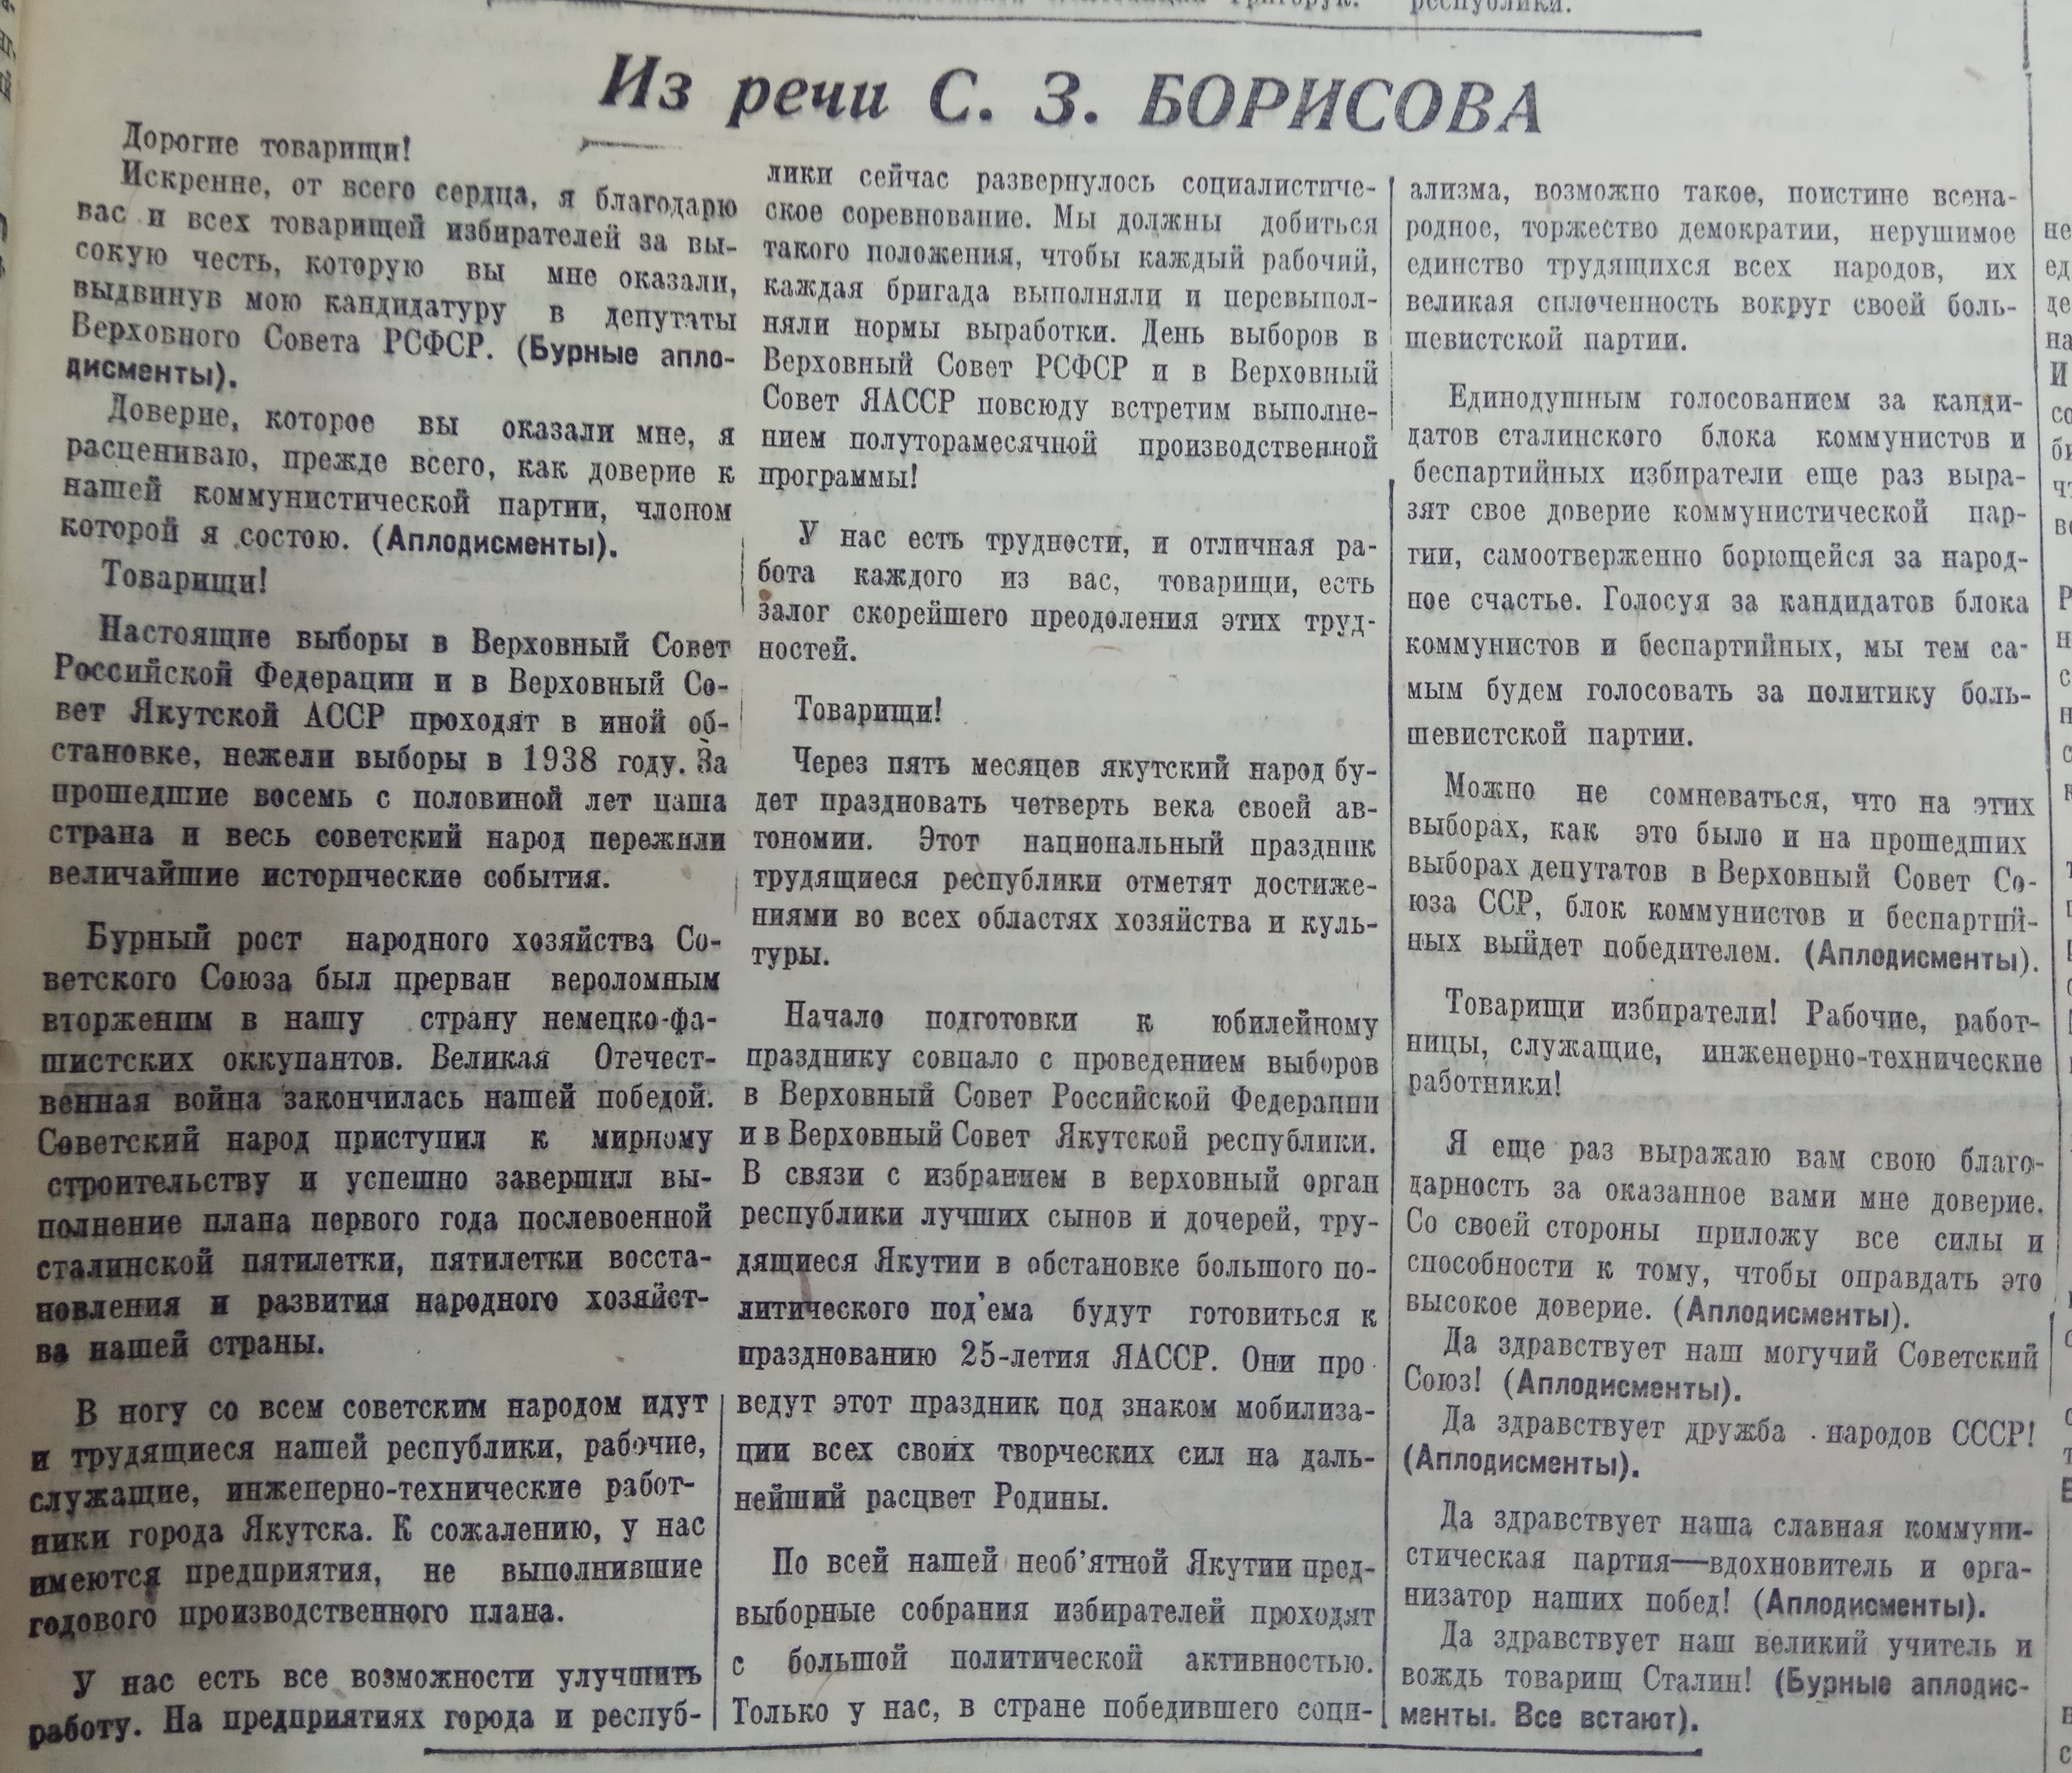 республики.
Из речи С. З. БОРИСОВА
Дорогие товарищи!
Искренне, от всего сердца, я благодарю
вас и всех товарищей избирателей за вы-
сокую честь, которую вы мне оказали,
выдвинув мою кандидатуру в депутаты
Верховного Совета РСФСР. (Бурные апло-
дисменты).
Доверие, которое вы оказали мне, я
расцениваю, прежде всего, как доверие к
нашей коммунистической партии, членом
которой я состою. (Аплодисменты).
Товарищи!
Настоящие выборы в Верховный Совет
Российской Федерации и в Верховный Со-
вет Якутской АССР проходят в иной об-
становке, нежели выборы в 1938 году. За
прошедшие восемь с половиной лет наша
страна и весь советский народ пережили
величайшие исторические события.
Бурный рост народного хозяйства Со-
ветского Союза был прерван вероломным
вторженим в нашу страну немецко-фа-
шистских оккупантов. Великая Отечест-
венная война закончилась нашей победой.
Советский народ приступил к мирному
строительству и успешно завершил вы-
полнение плана первого года послевоенной
сталинской пятилетки, пятилетки восста-
новления и развития народного хозяйст-
ва нашей страны.
В ногу со всем советским народом идут
и трудящиеся нашей республики, рабочие,
служащие, инженерно-технические работ-
ники города Якутска. К сожалению, у нас
имеются предприятия, не выполнившие
годового производственного плана.
У нас есть все возможности улучшить
работу. На предприятиях города и респуб-
лики сейчас развернулось социалистиче-
ское соревнование. Мы должны добиться
такого положения, чтобы каждый рабочий,
каждая бригада выполняли и перевыпол-
няли нормы выработки. День выборов в
Верховный Совет РСФСР и в Верховный
Совет ЯАССР повсюду встретим выполне-
нием полуторамесячной производственной
программы!
У нас есть трудности, и отличная ра-
бота каждого из вас, товарищи, есть
залог скорейшего преодоления этих труд-
ностей.
Товарищи!
Через пять месяцев якутский народ бу-
дет праздновать четверть века своей ав-
тономии. Этот национальный праздник
трудящиеся республики отметят достиже-
ниями во всех областях хозяйства и куль-
туры.
Начало подготовки к юбилейному
празднику совпало с проведением выборов
в Верховный Совет Российской Федерации
и в Верховный Совет Якутской республики.
В связи с избранием в верховный орган
республики лучших сынов и дочерей, тру-
дящиеся Якутии в обстановке большого по-
литического под'ема будут готовиться к
празднованию 25-летия ЯАССР. Они про-
ведут этот праздник под знаком мобилиза-
ции всех своих творческих сил на даль-
нейший расцвет Родины.
По всей нашей необ'ятной Якутии пред-
выборные собрания избирателей проходят
с большой политической активностью.
Только у нас, в стране победившего соци-
ализма, возможно такое, поистине всена-
родное, торжество демократии, нерушимое
единство трудящихся всех народов, их
великая сплоченность вокруг своей боль-
шевистской партии.
Единодушным голосованием за канди-
датов сталинского блока коммунистов и
беспартийных избиратели еще раз выра-
зят свое доверие коммунистической пар-
тии, самоотверженно борющейся за народ-
ное счастье. Голосуя за кандидатов блока
коммунистов и беспартийных, мы тем са-
мым будем голосовать за политику боль-
шевистской партии.
Можно не сомневаться, что на этих
выборах, как это было и на прошедших
выборах депутатов в Верховный Совет Со-
юза ССР, блок коммунистов и беспартий-
ных выйдет победителем. (Аплодисменты).
Товарищи избиратели! Рабочие, работ-
ницы, служащие, инженерно-технические
работники!
Я еще раз выражаю вам свою благо-
дарность за оказанное вами мне доверие.
Со своей стороны приложу все силы и
способности к тому, чтобы оправдать это
высокое доверие. (Аплодисменты).
Да здравствует наш могучий Советский
Союз! (Аплодисменты).
Да здравствует дружба народов СССР!
(Аплодисменты).
Да здравствует наша славная коммуни-
стическая партия—вдохновитель и орга-
низатор наших побед! (Аплодисменты).
Да здравствует наш великий учитель и
вождь товарищ Сталин! (Бурные аплодис-
менты. Все встают).